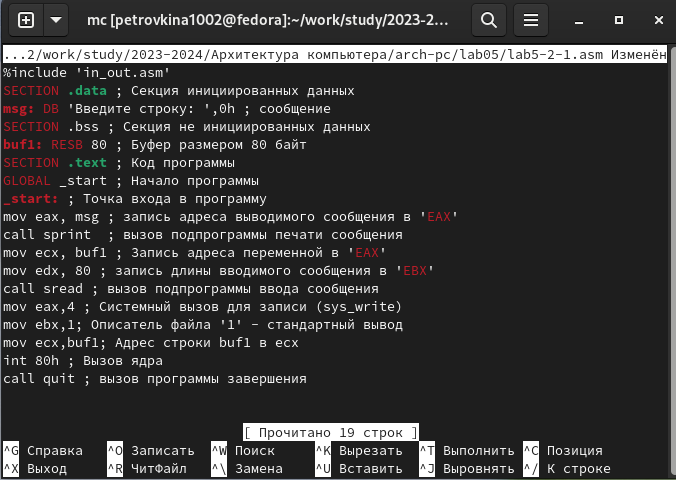 mc [petrovkina1002@fedora]:~/work/study/2023-2...
...2/work/study/2023-2024/Архитектура компьютера/arch-pc/lab05/lab5-2-1.asm Изменён
%include 'in_out.asm'
SECTION .data ; Секция инициированных данных
msg: DB 'Введите строку: ',0h ; сообщение
SECTION .bss ; Секция не инициированных данных
buf1: RESB 80 ; Буфер размером 80 байт
SECTION .text ; Код программы
GLOBAL _start ; Начало программы
_start: ; Точка входа в программу
mov eax, msg ; запись адреса выводимого сообщения в 'EAX'
call sprint  ; вызов подпрограммы печати сообщения
mov ecx, buf1 ; Запись адреса переменной в 'EAX'
mov edx, 80 ; запись длины вводимого сообщения в 'EBX'
call sread ; вызов подпрограммы ввода сообщения
mov eax,4 ; Системный вызов для записи (sys_write)
mov ebx,1; Описатель файла '1' - стандартный вывод
mov ecx,buf1; Адрес строки buf1 в ecx
int 80h ; Вызов ядра
call quit ; вызов программы завершения
[ Прочитано 19 строк ]
^G Справка ^O Записать ^W Поиск ^K Вырезать ^T Выполнить ^C Позиция
^X Выход ^R ЧитФайл ^\ Замена ^U Вставить ^J Выровнять ^/ К строке